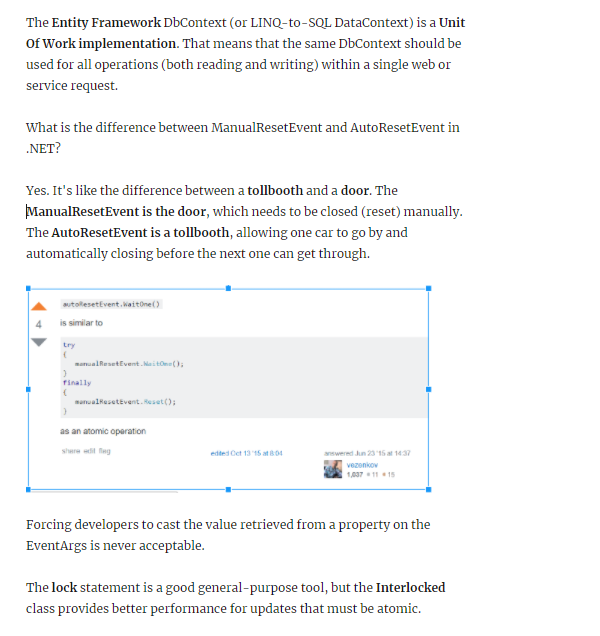 The Entity Framework DbContext (or LINQ-to-SQL DataContext) is a Unit
Of Work implementation. That means that the same DbContext should be
used for all operations (both reading and writing) within a single web or
service request.
What is the difference between ManualResetEvent and AutoResetEvent in
.NET?
Yes. It's like the difference between a tollbooth and a door. The
ManualResetEvent is the door, which needs to be closed (reset) manually.
The AutoResetEvent is a tollbooth, allowing one car to go by and
automatically closing before the next one can get through.
autoResetEvent.WaitOne()
4
is similar to
try
{
manualResetEvent.WaitOne();
}
finally
{
manualResetEvent.Reset();
}
as an atomic operation
share edit flag
edited Oct 13 '15 at 8:04
answered Jun 23 '15 at 14:37
vezenkov
1,037 11 15
Forcing developers to cast the value retrieved from a property on the
EventArgs is never acceptable.
The lock statement is a good general-purpose tool, but the Interlocked
class provides better performance for updates that must be atomic.